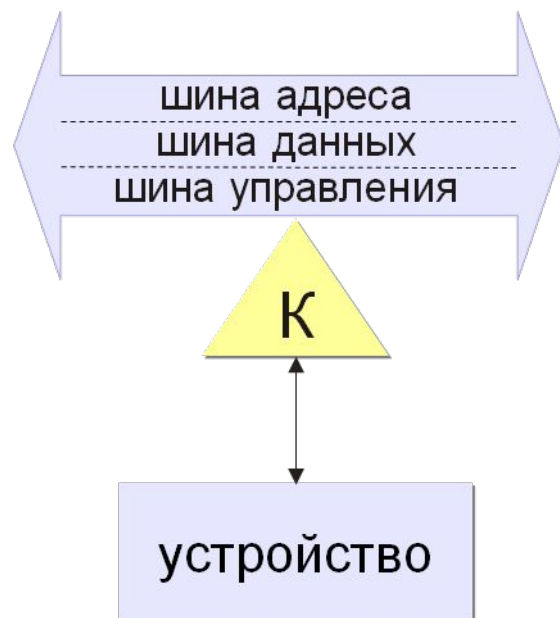 шина адреса
шина данных
шина управления
К
устройство